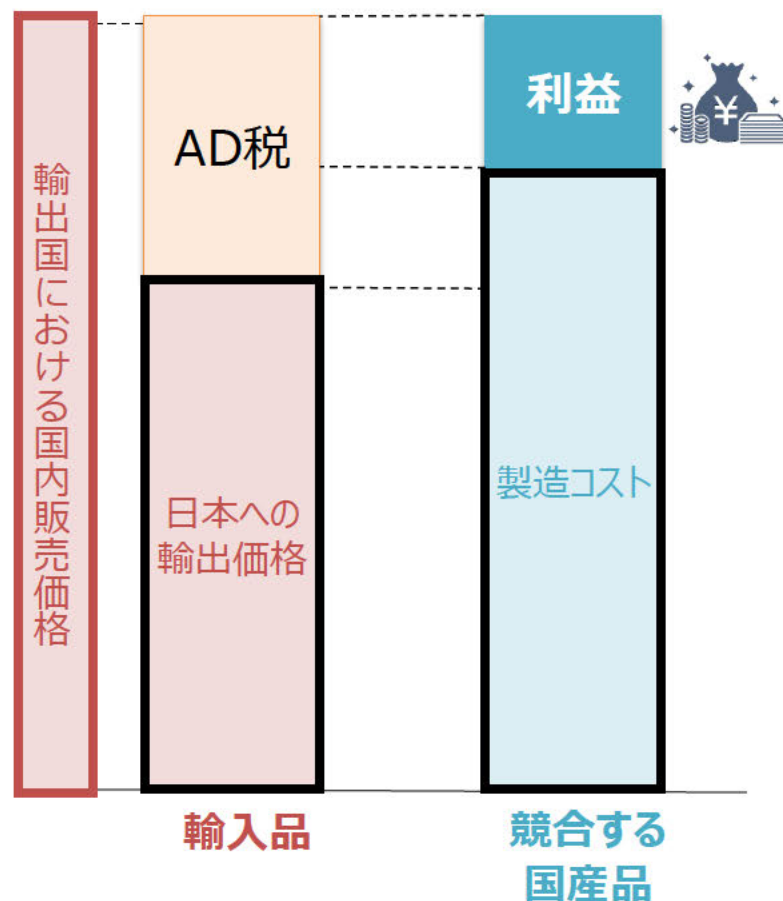 輸出国における国内販売価格
AD税
日本への
輸出価格
輸入品
利益
¥
製造コスト
競合する
国産品